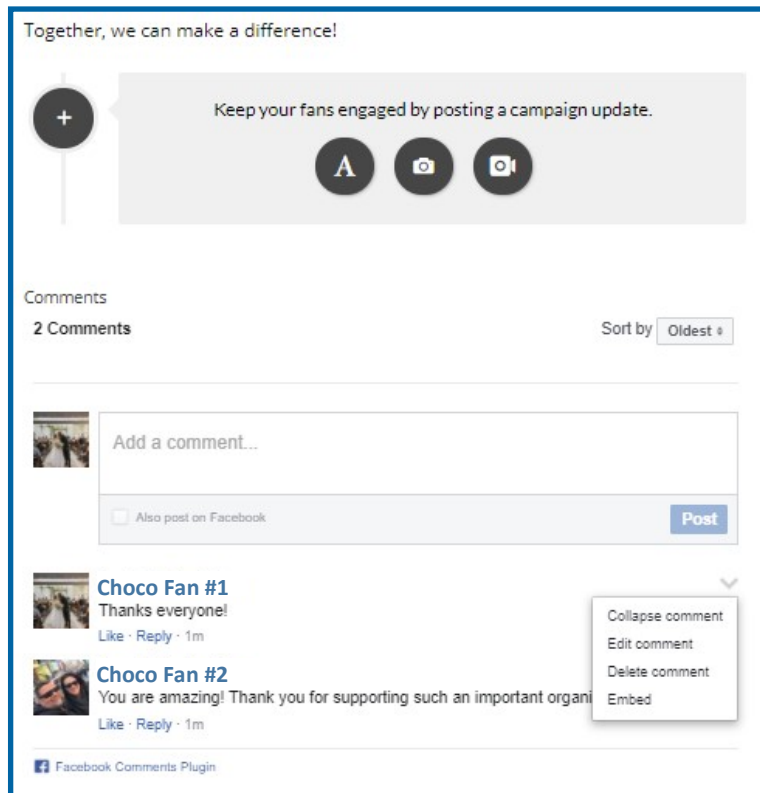 Together, we can make a difference!
+
Keep your fans engaged by posting a campaign update.
A
Comments
2 Comments
Sort by Oldest
Add a comment...
Also post on Facebook
Post
Choco Fan #1
Thanks everyone!
Like · Reply · 1m
Collapse comment
Edit comment
Delete comment
Embed
Choco Fan #2
You are amazing! Thank you for supporting such an important organi
Like · Reply · 1m
Facebook Comments Plugin